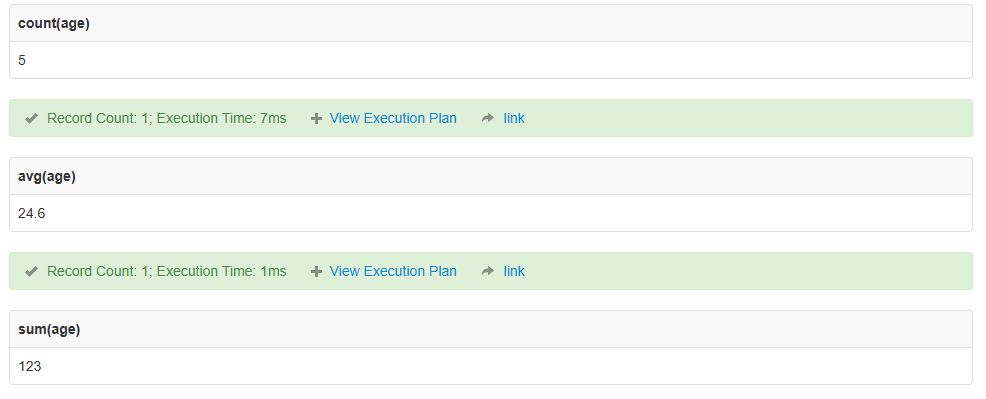 count(age)
5
Record Count: 1; Execution Time: 7ms View Execution Plan link
avg(age)
24.6
Record Count: 1; Execution Time: 1ms View Execution Plan link
sum(age)
123